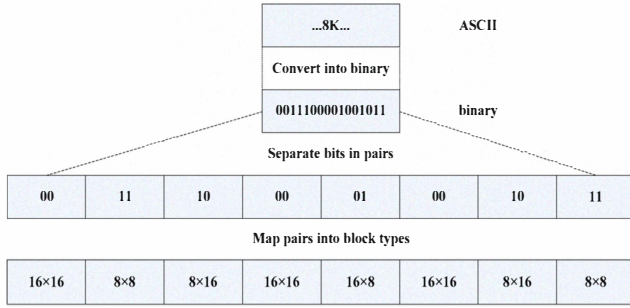 ...8K... ASCII
Convert into binary
0011100001001011 binary
Separate bits in pairs
00 11 10 00 01 00 10 11
Map pairs into block types
16×16 8×8 8×16 16×16 16×8 16×16 8×16 8×8